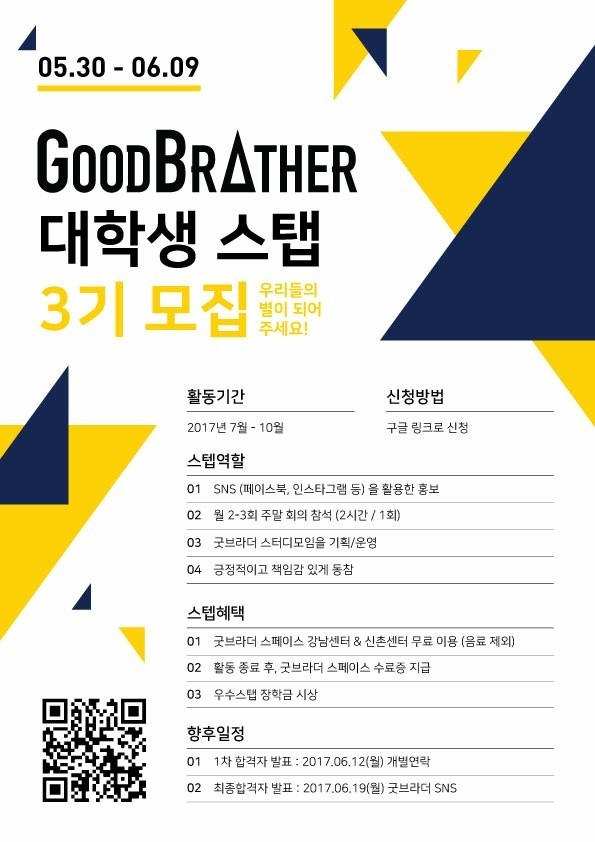 05.30 - 06.09
GOODBRATHER
대학생 스탭
3기 모집
우리들의
별이 되어
주세요!
활동기간
2017년 7월 - 10월
신청방법
구글 링크로 신청
스텝역할
01 SNS (페이스북, 인스타그램 등) 을 활용한 홍보
02 월 2-3회 주말 회의 참석 (2시간 / 1회)
03 굿브라더 스터디모임을 기획/운영
04 긍정적이고 책임감 있게 동참
스텝혜택
01 굿브라더 스페이스 강남센터 & 신촌센터 무료 이용 (음료 제외)
02 활동 종료 후, 굿브라더 스페이스 수료증 지급
03 우수스탭 장학금 시상
향후일정
01 1차 합격자 발표 : 2017.06.12(월) 개별연락
02 최종합격자 발표 : 2017.06.19(월) 굿브라더 SNS